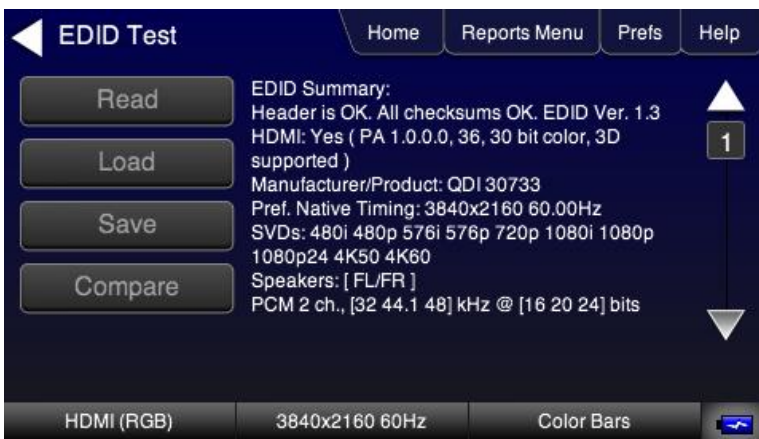 EDID Test
Home
Reports Menu
Prefs
Help
Read
Load
Save
Compare
EDID Summary:
Header is OK. All checksums OK. EDID Ver. 1.3
HDMI: Yes ( PA 1.0.0.0, 36, 30 bit color, 3D
supported )
Manufacturer/Product: QDI 30733
Pref. Native Timing: 3840x2160 60.00Hz
SVDs: 480i 480p 576i 576p 720p 1080i 1080p
1080p24 4K50 4K60
Speakers: [ FL/FR ]
PCM 2 ch., [32 44.1 48] kHz @ [16 20 24] bits
1
HDMI (RGB)
3840x2160 60Hz
Color Bars